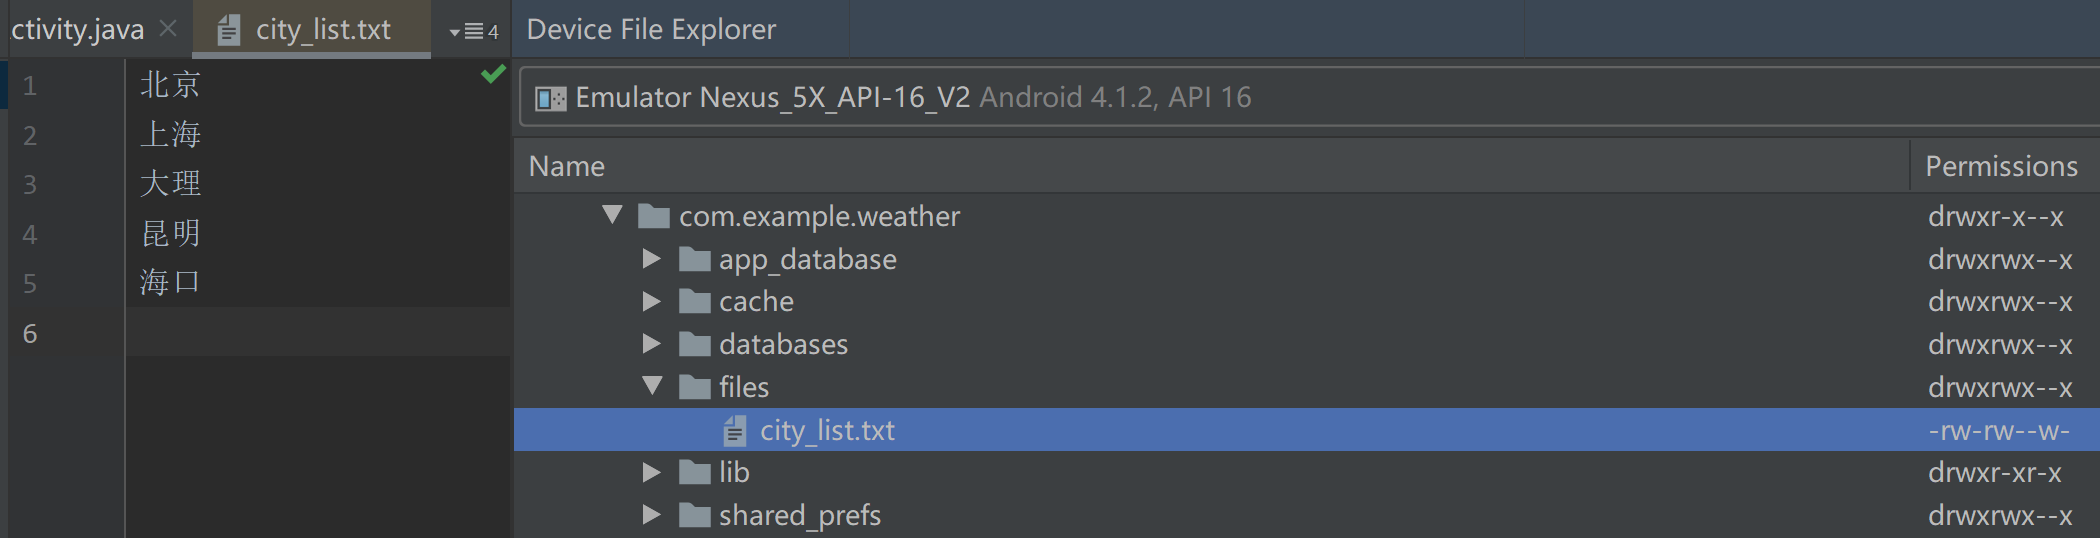 ctivity.java
city_list.txt
4
1 北京
2 上海
3 大理
4 昆明
5 海口
6
Device File Explorer
Emulator Nexus_5X_API-16_V2 Android 4.1.2, API 16
Name Permissions
com.example.weather drwxr-x--x
app_database drwxrwx--x
cache drwxrwx--x
databases drwxrwx--x
files drwxrwx--x
city_list.txt -rw-rw--w-
lib drwxr-xr-x
shared_prefs drwxrwx--x